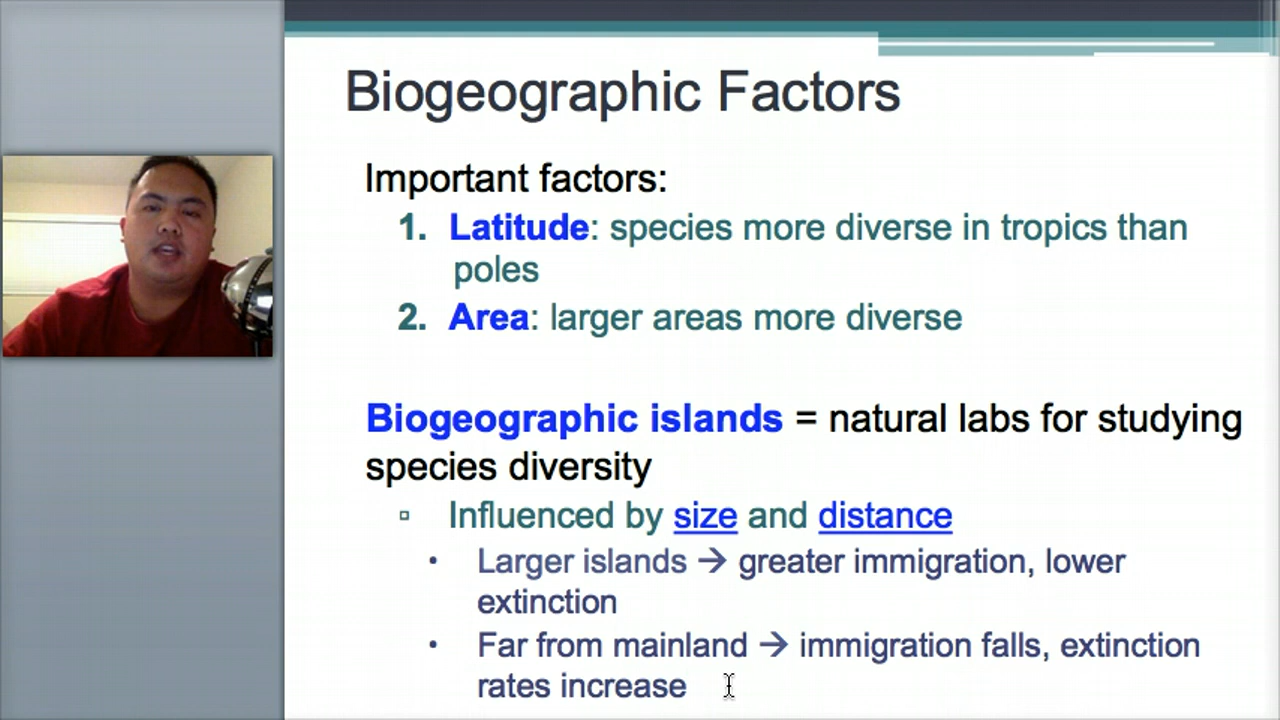 Biogeographic Factors
Important factors:
1. Latitude: species more diverse in tropics than
poles
2. Area: larger areas more diverse
Biogeographic islands = natural labs for studying
species diversity
▫ Influenced by size and distance
• Larger islands → greater immigration, lower
extinction
• Far from mainland → immigration falls, extinction
rates increase